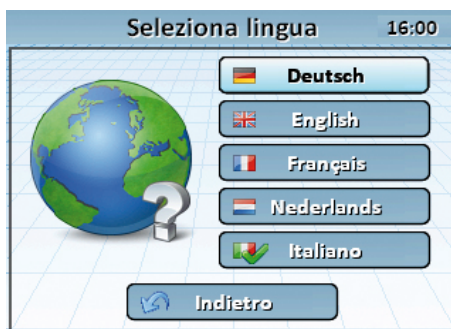 Seleziona lingua 16:00
Deutsch
English
Français
Nederlands
Italiano
Indietro